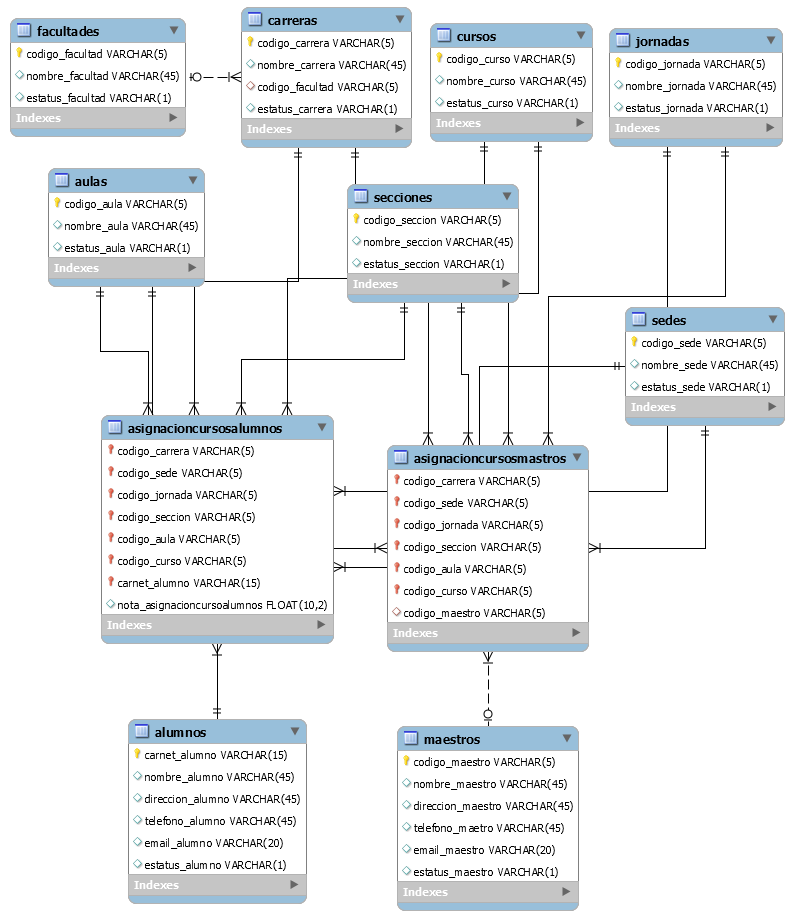 facultades
codigo_facultad VARCHAR(5)
nombre_facultad VARCHAR(45)
estatus_facultad VARCHAR(1)
Indexes
carreras
codigo_carrera VARCHAR(5)
nombre_carrera VARCHAR(45)
codigo_facultad VARCHAR(5)
estatus_carrera VARCHAR(1)
Indexes
cursos
codigo_curso VARCHAR(5)
nombre_curso VARCHAR(45)
estatus_curso VARCHAR(1)
Indexes
jornadas
codigo_jornada VARCHAR(5)
nombre_jornada VARCHAR(45)
estatus_jornada VARCHAR(1)
Indexes
aulas
codigo_aula VARCHAR(5)
nombre_aula VARCHAR(45)
estatus_aula VARCHAR(1)
Indexes
secciones
codigo_seccion VARCHAR(5)
nombre_seccion VARCHAR(45)
estatus_seccion VARCHAR(1)
Indexes
sedes
codigo_sede VARCHAR(5)
nombre_sede VARCHAR(45)
estatus_sede VARCHAR(1)
Indexes
asignacioncursosalumnos
codigo_carrera VARCHAR(5)
codigo_sede VARCHAR(5)
codigo_jornada VARCHAR(5)
codigo_seccion VARCHAR(5)
codigo_aula VARCHAR(5)
codigo_curso VARCHAR(5)
carnet_alumno VARCHAR(15)
nota_asignacioncursoalumnos FLOAT(10,2)
Indexes
asignacioncursosmastros
codigo_carrera VARCHAR(5)
codigo_sede VARCHAR(5)
codigo_jornada VARCHAR(5)
codigo_seccion VARCHAR(5)
codigo_aula VARCHAR(5)
codigo_curso VARCHAR(5)
codigo_maestro VARCHAR(5)
Indexes
alumnos
carnet_alumno VARCHAR(15)
nombre_alumno VARCHAR(45)
direccion_alumno VARCHAR(45)
telefono_alumno VARCHAR(45)
email_alumno VARCHAR(20)
estatus_alumno VARCHAR(1)
Indexes
maestros
codigo_maestro VARCHAR(5)
nombre_maestro VARCHAR(45)
direccion_maestro VARCHAR(45)
telefono_maetro VARCHAR(45)
email_maestro VARCHAR(20)
estatus_maestro VARCHAR(1)
Indexes